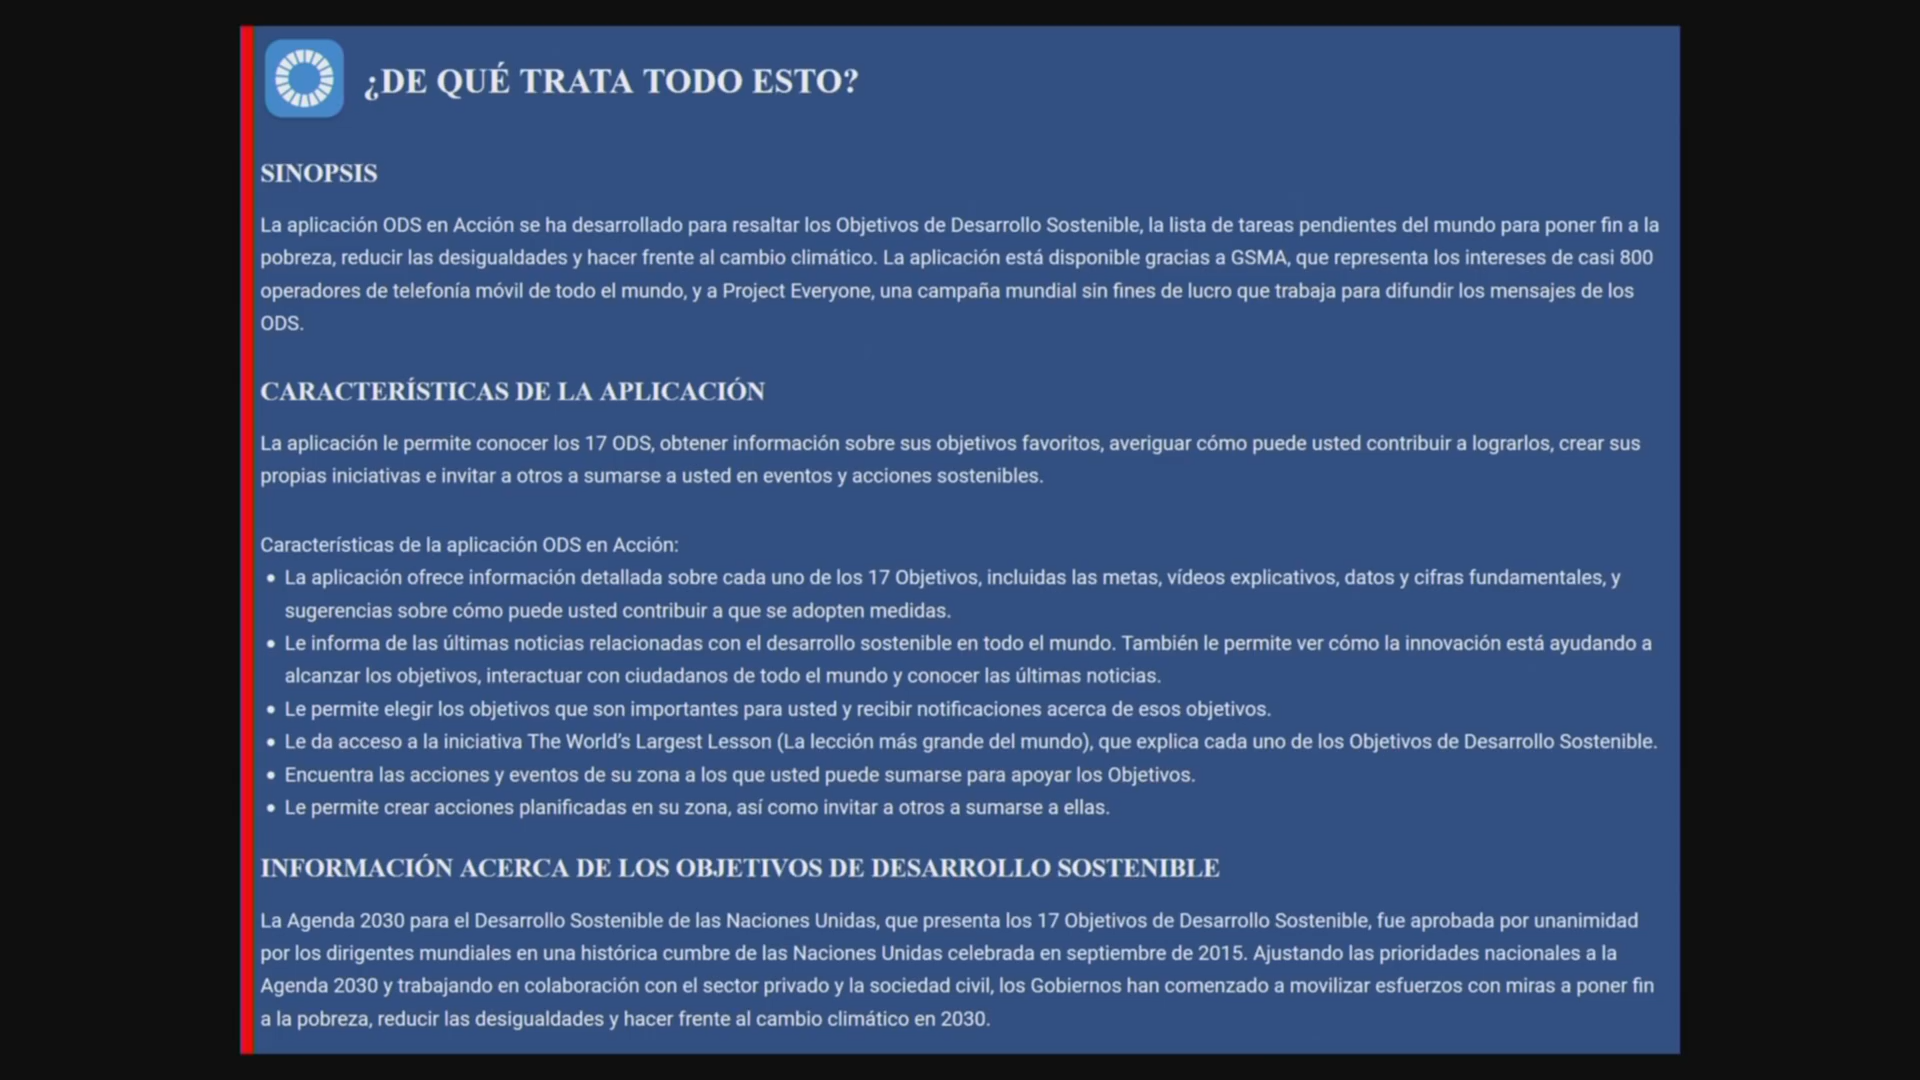 ¿DE QUÉ TRATA TODO ESTO?
SINOPSIS
La aplicación ODS en Acción se ha desarrollado para resaltar los Objetivos de Desarrollo Sostenible, la lista de tareas pendientes del mundo para poner fin a la
pobreza, reducir las desigualdades y hacer frente al cambio climático. La aplicación está disponible gracias a GSMA, que representa los intereses de casi 800
operadores de telefonía móvil de todo el mundo, y a Project Everyone, una campaña mundial sin fines de lucro que trabaja para difundir los mensajes de los
ODS.
CARACTERÍSTICAS DE LA APLICACIÓN
La aplicación le permite conocer los 17 ODS, obtener información sobre sus objetivos favoritos, averiguar cómo puede usted contribuir a lograrlos, crear sus
propias iniciativas e invitar a otros a sumarse a usted en eventos y acciones sostenibles.
Características de la aplicación ODS en Acción:
• La aplicación ofrece información detallada sobre cada uno de los 17 Objetivos, incluidas las metas, vídeos explicativos, datos y cifras fundamentales, y
sugerencias sobre cómo puede usted contribuir a que se adopten medidas.
• Le informa de las últimas noticias relacionadas con el desarrollo sostenible en todo el mundo. También le permite ver cómo la innovación está ayudando a
alcanzar los objetivos, interactuar con ciudadanos de todo el mundo y conocer las últimas noticias.
• Le permite elegir los objetivos que son importantes para usted y recibir notificaciones acerca de esos objetivos.
• Le da acceso a la iniciativa The World's Largest Lesson (La lección más grande del mundo), que explica cada uno de los Objetivos de Desarrollo Sostenible.
• Encuentra las acciones y eventos de su zona a los que usted puede sumarse para apoyar los Objetivos.
• Le permite crear acciones planificadas en su zona, así como invitar a otros a sumarse a ellas.
INFORMACIÓN ACERCA DE LOS OBJETIVOS DE DESARROLLO SOSTENIBLE
La Agenda 2030 para el Desarrollo Sostenible de las Naciones Unidas, que presenta los 17 Objetivos de Desarrollo Sostenible, fue aprobada por unanimidad
por los dirigentes mundiales en una histórica cumbre de las Naciones Unidas celebrada en septiembre de 2015. Ajustando las prioridades nacionales a la
Agenda 2030 y trabajando en colaboración con el sector privado y la sociedad civil, los Gobiernos han comenzado a movilizar esfuerzos con miras a poner fin
a la pobreza, reducir las desigualdades y hacer frente al cambio climático en 2030.